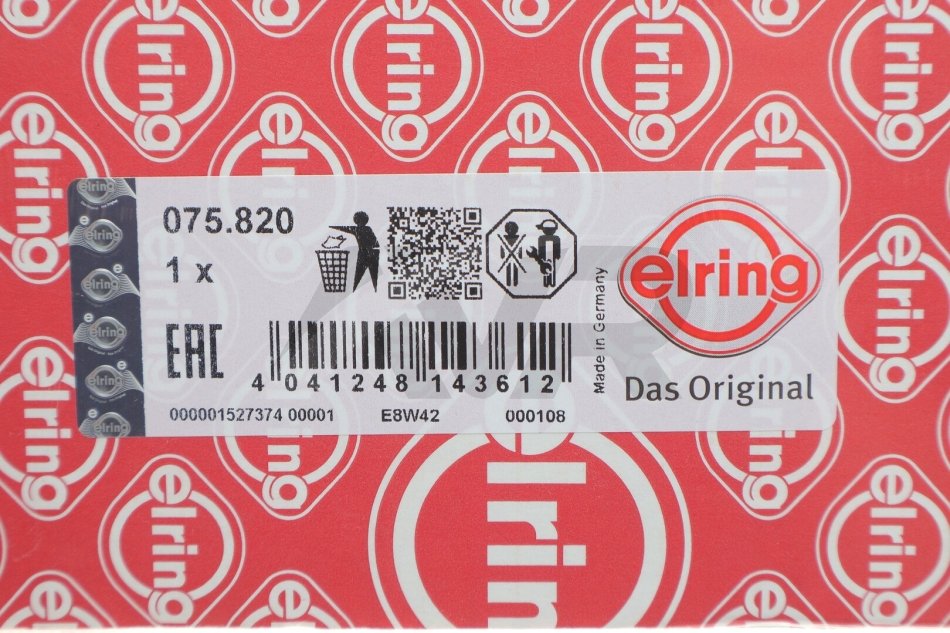 075.820
1 x
EAC
4 041248 143612
000001527374 00001 E8W42 000108
Made in Germany
elring
Das Original